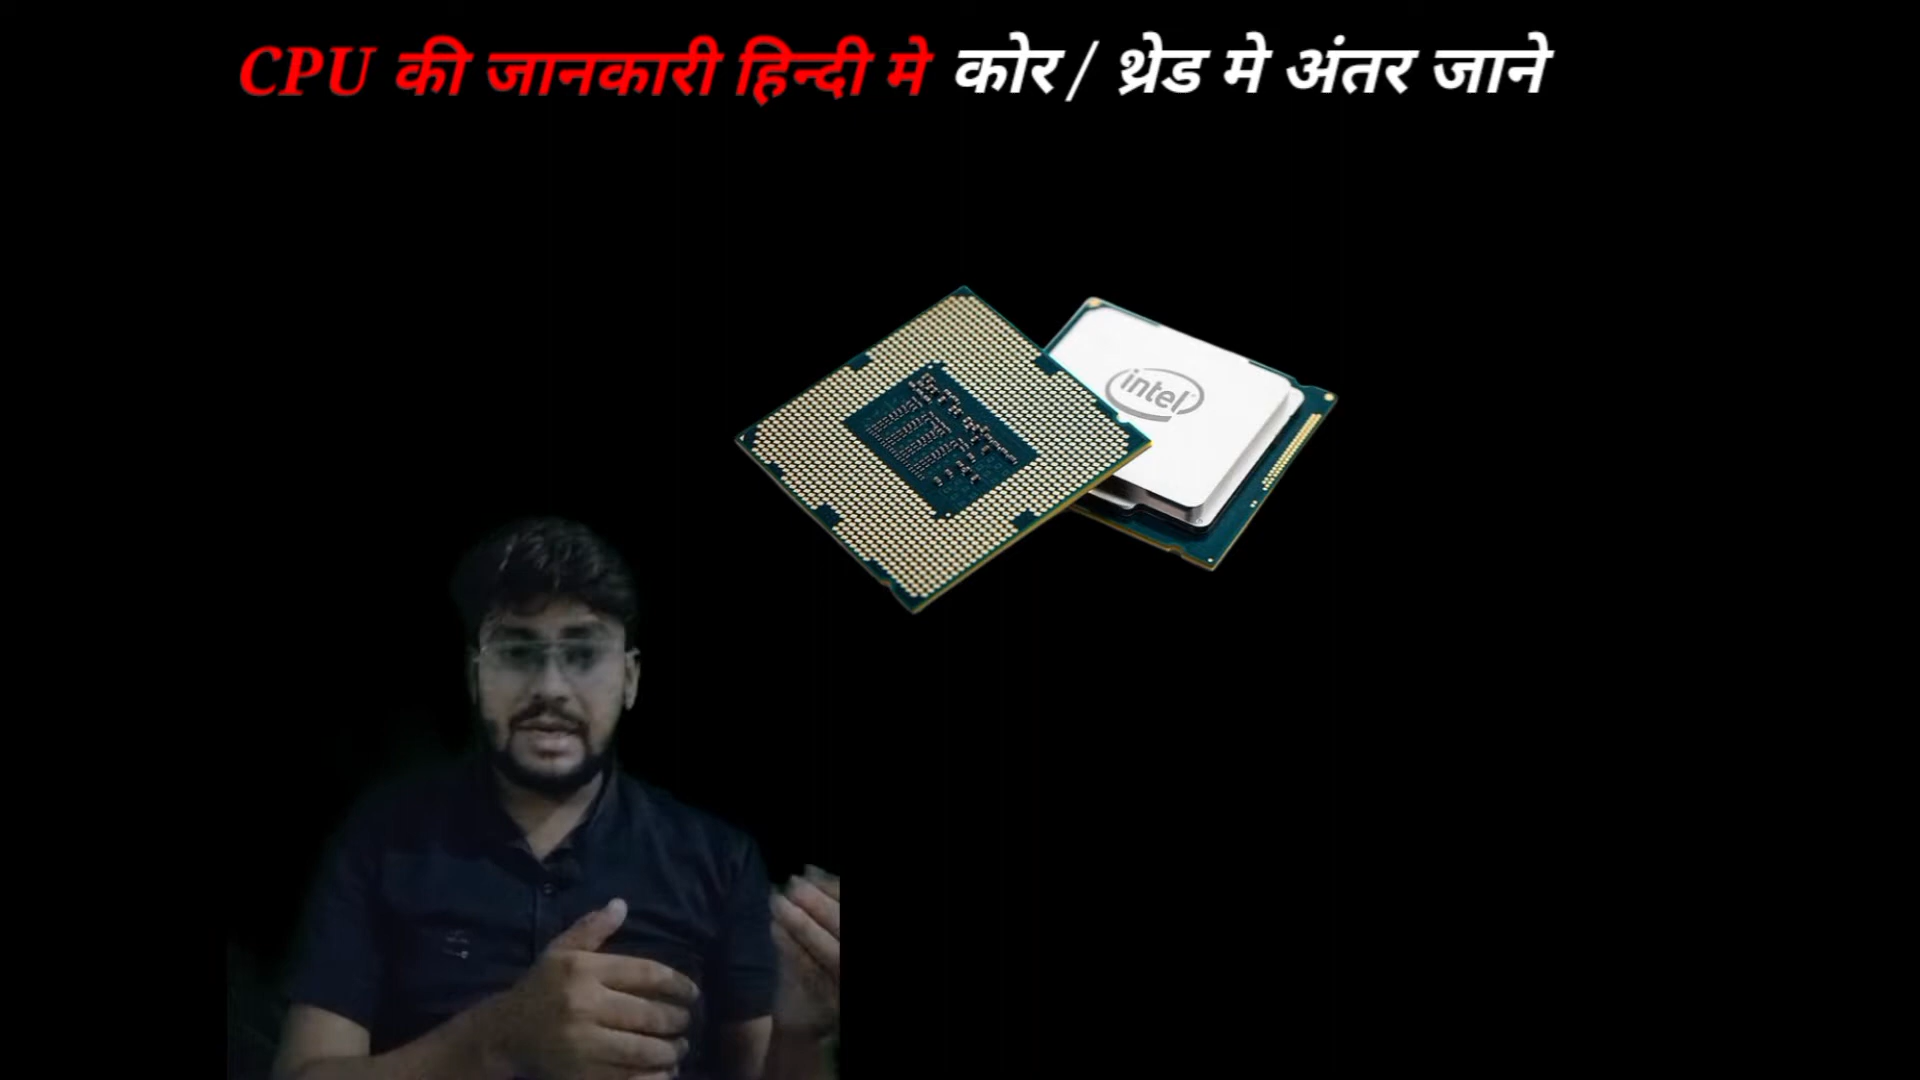 CPU की जानकारी हिन्दी मे कोर / थ्रेड मे अंतर जाने
intel